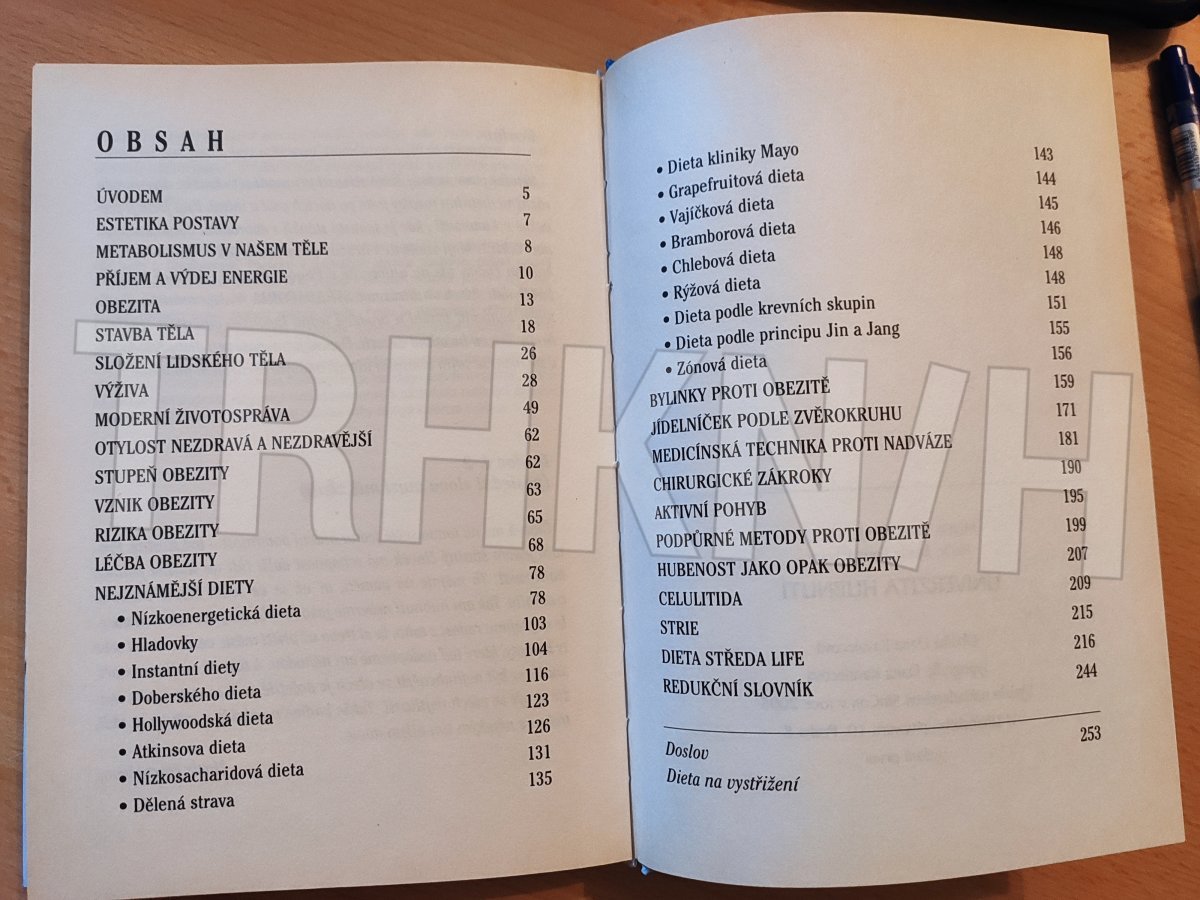 OBSAH
ÚVODEM 5
ESTETIKA POSTAVY 7
METABOLISMUS V NAŠEM TĚLE 8
PŘÍJEM A VÝDEJ ENERGIE 10
OBEZITA 13
STAVBA TĚLA 18
SLOŽENÍ LIDSKÉHO TĚLA 26
VÝŽIVA 28
MODERNÍ ŽIVOTOSPRÁVA 49
OTYLOST NEZDRAVÁ A NEZDRAVĚJŠÍ 62
STUPEŇ OBEZITY 62
VZNIK OBEZITY 63
RIZIKA OBEZITY 65
LÉČBA OBEZITY 68
NEJZNÁMĚJŠÍ DIETY 78
• Nízkoenergetická dieta 78
• Hladovky 103
• Instantní diety 104
• Doberského dieta 116
• Hollywoodská dieta 123
• Atkinsova dieta 126
• Nízkosacharidová dieta 131
• Dělená strava 135
• Dieta kliniky Mayo 143
• Grapefruitová dieta 144
• Vajíčková dieta 145
• Bramborová dieta 146
• Chlebová dieta 148
• Rýžová dieta 148
• Dieta podle krevních skupin 151
• Dieta podle principu Jin a Jang 155
• Zónová dieta 156
BYLINKY PROTI OBEZITĚ 159
JÍDELNÍČEK PODLE ZVĚROKRUHU 171
MEDICÍNSKÁ TECHNIKA PROTI NADVÁZE 181
CHIRURGICKÉ ZÁKROKY 190
AKTIVNÍ POHYB 195
PODPŮRNÉ METODY PROTI OBEZITĚ 199
HUBENOST JAKO OPAK OBEZITY 207
CELULITIDA 209
STRIE 215
DIETA STŘEDA LIFE 216
REDUKČNÍ SLOVNÍK 244
Doslov 253
Dieta na vystřižení
TRHKNIH